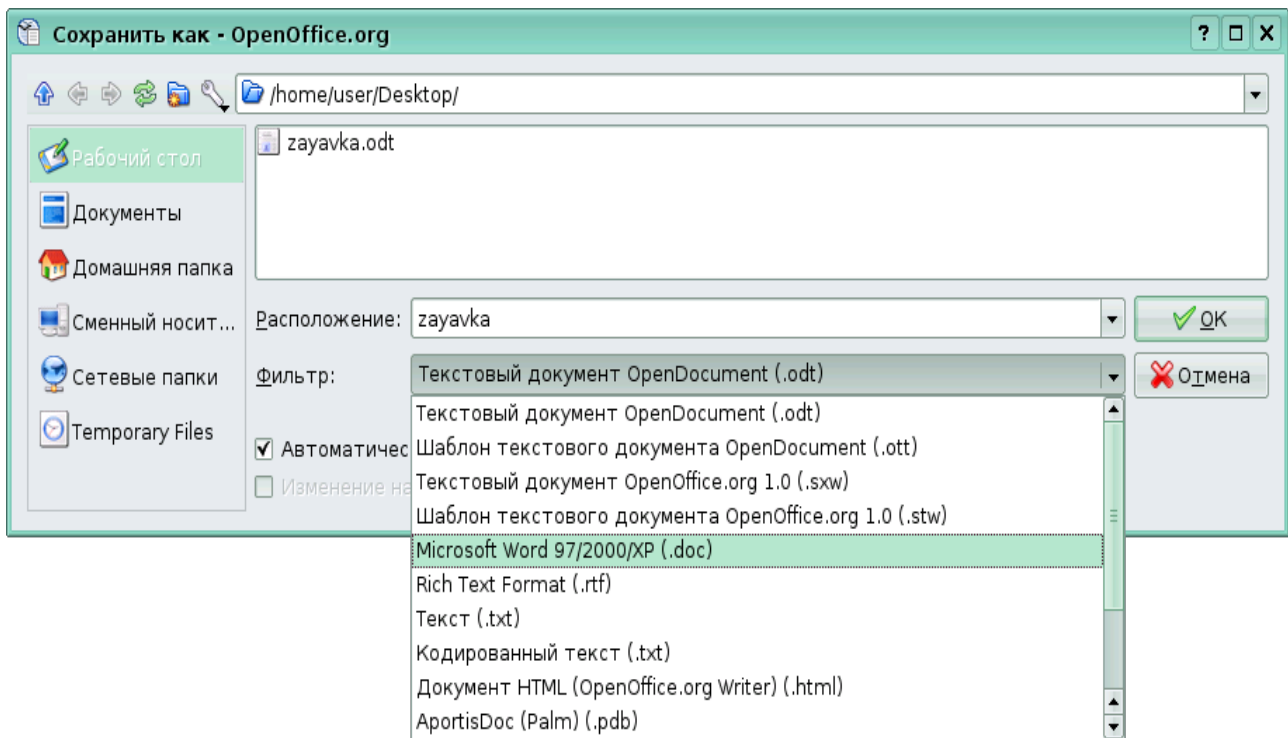 Сохранить как - OpenOffice.org
/home/user/Desktop/
Рабочий стол
Документы
Домашняя папка
Сменный носит...
Сетевые папки
Temporary Files
zayavka.odt
Расположение:
zayavka
OK
Фильтр:
Текстовый документ OpenDocument (.odt)
Отмена
Автоматичес
Изменение на
Текстовый документ OpenDocument (.odt)
Шаблон текстового документа OpenDocument (.ott)
Текстовый документ OpenOffice.org 1.0 (.sxw)
Шаблон текстового документа OpenOffice.org 1.0 (.stw)
Microsoft Word 97/2000/XP (.doc)
Rich Text Format (.rtf)
Текст (.txt)
Кодированный текст (.txt)
Документ HTML (OpenOffice.org Writer) (.html)
AportisDoc (Palm) (.pdb)